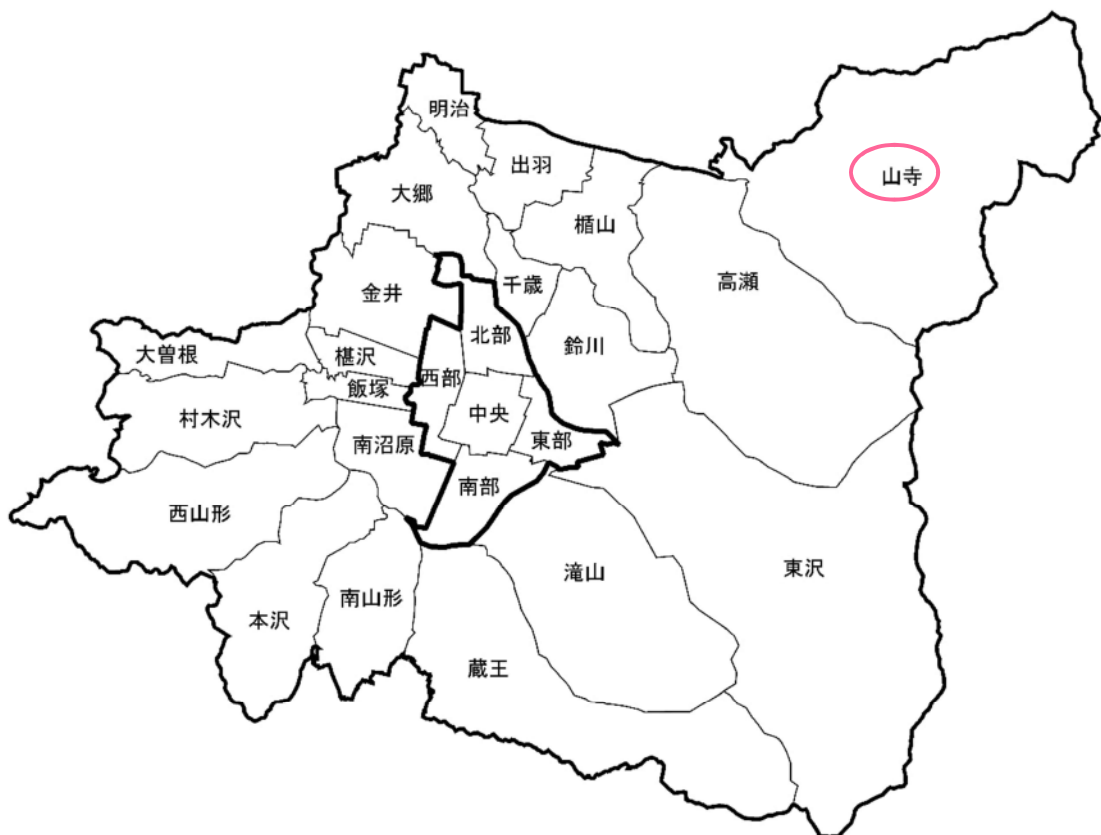 明治
出羽
山寺
大郷
楯山
高瀬
千歳
金井
北部
鈴川
大曽根
椹沢
西部
飯塚
村木沢
中央
南沼原
東部
南部
西山形
滝山
東沢
南山形
本沢
蔵王